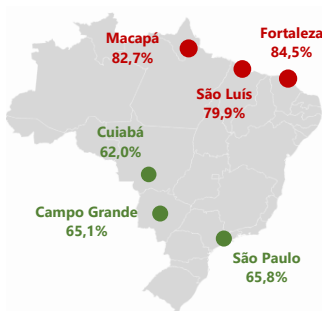 Fortaleza
84,5%
Macapá
82,7%
São Luís
79,9%
Cuiabá
62,0%
Campo Grande
65,1%
São Paulo
65,8%